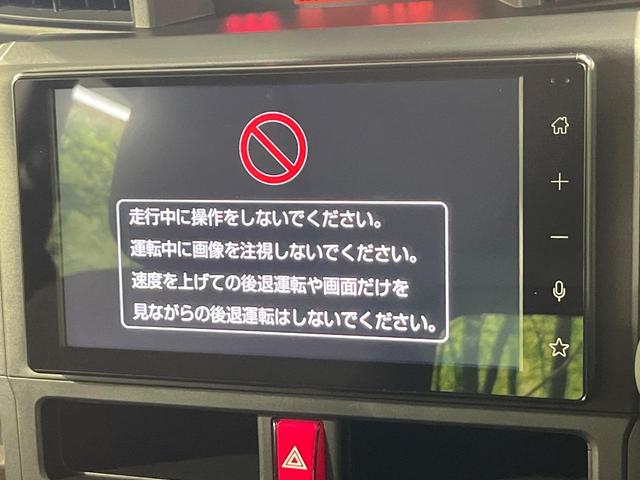 走行中に操作をしないでください。
運転中に画像を注視しないでください。
速度を上げての後退運転や画面だけを
見ながらの後退運転はしないでください。